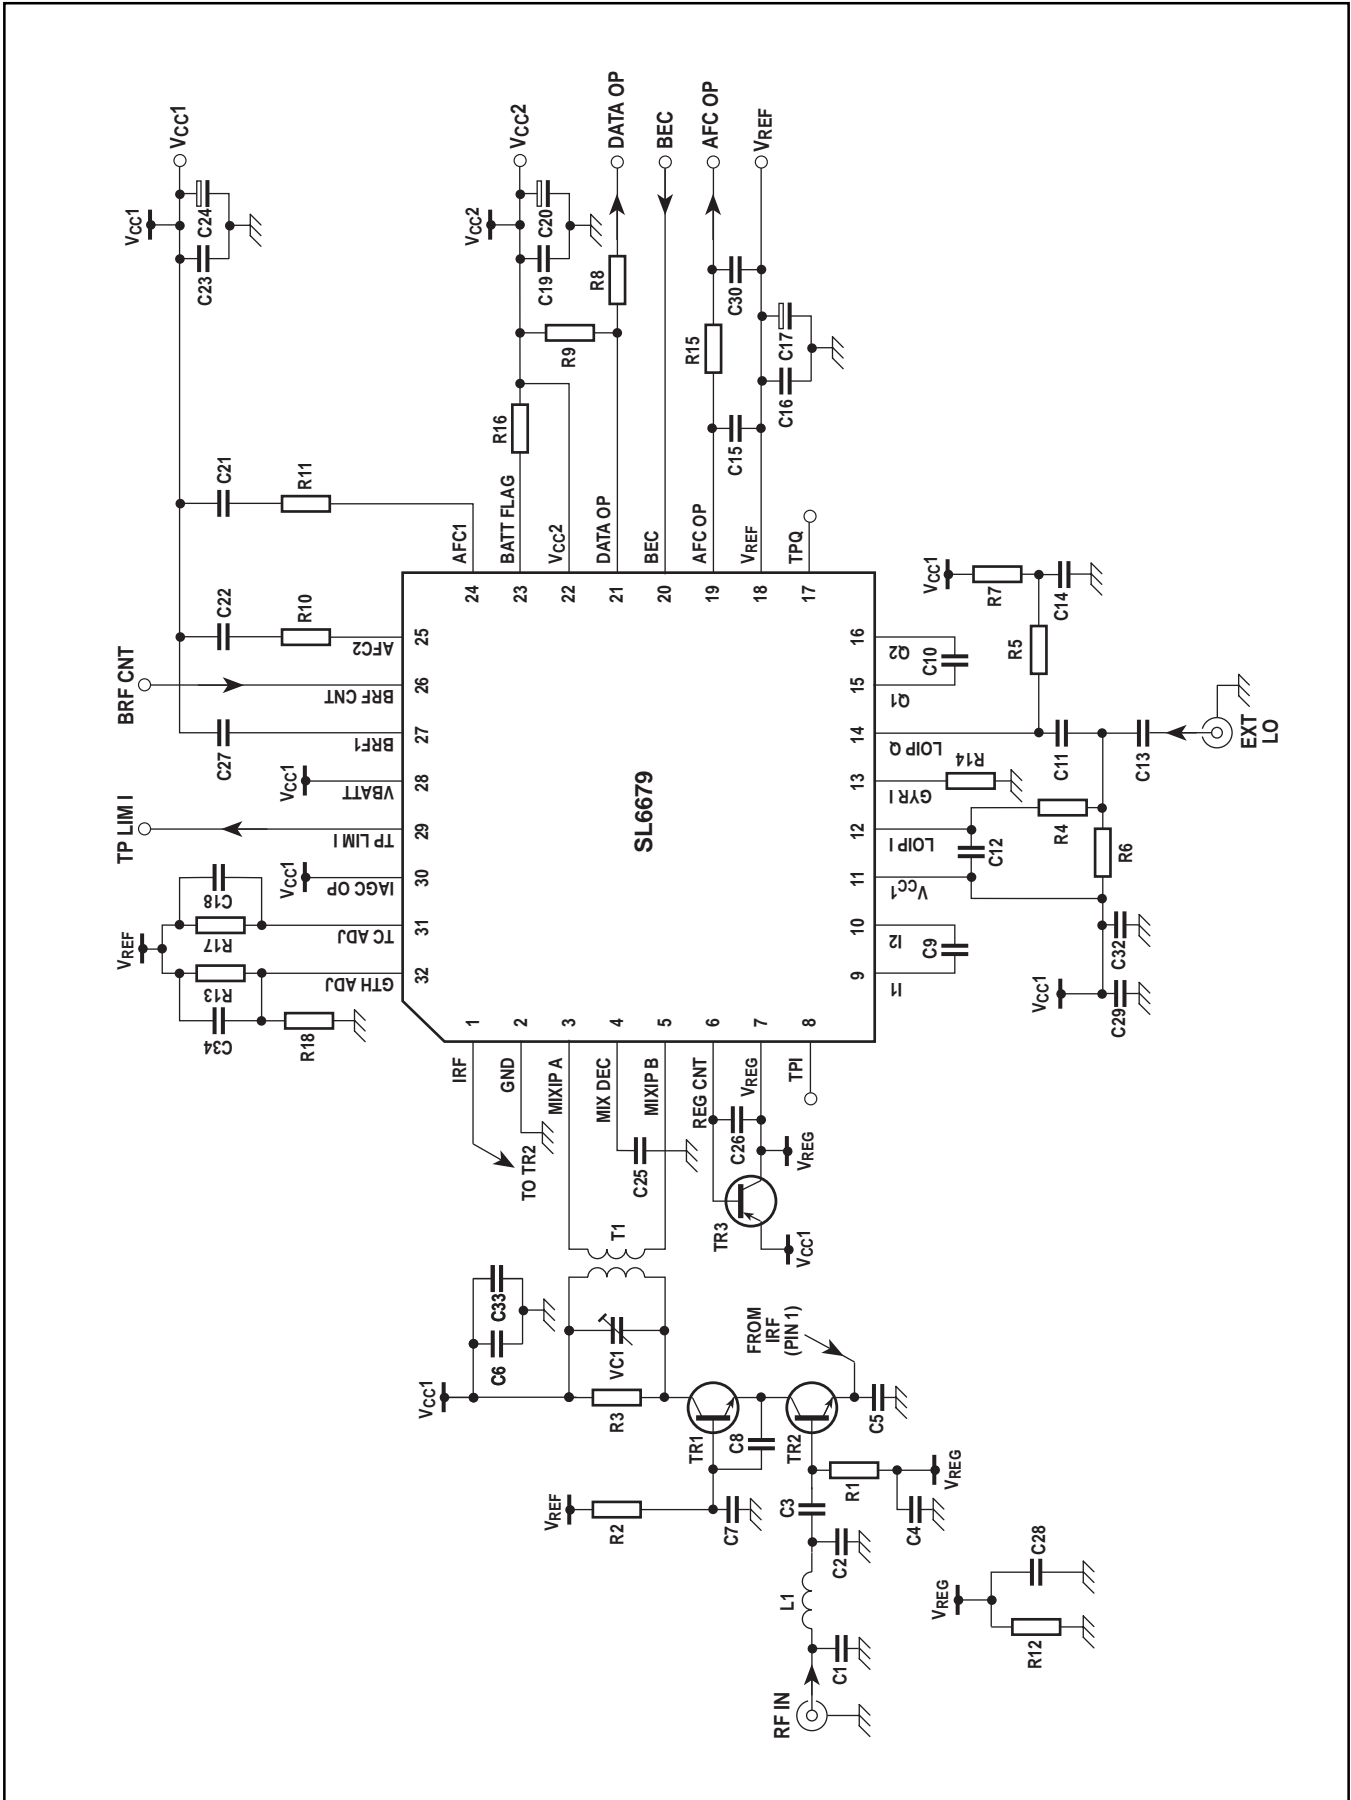 VCC1
VCC1
C24
C23
VCC2
VCC2
C20
C19
DATA OP
R8
R9
BEC
AFC OP
R15
C30
C15
VREF
C17
C16
R16
C21
R11
C22
R10
BRF CNT
C27
VCC1
TP LIM I
VCC1
C18
R17
VREF
R13
C34
R18
AFC1
24
BATT FLAG
23
VCC2
22
DATA OP
21
BEC
20
AFC OP
19
VREF
18
TPQ
17
AFC2
25
BRF CNT
26
BRF1
27
VBATT
28
TP LIM I
29
IAGC OP
30
TC ADJ
31
GTH ADJ
32
SL6679
16
Q2
15
Q1
14
LOIP Q
13
GYR I
12
LOIP I
11
VCC1
10
I2
9
I1
C10
VCC1
R7
C14
R5
C11
C13
EXT
LO
R14
R4
R6
C12
C9
C32
C29
VCC1
1
IRF
2
GND
3
MIXIP A
4
MIX DEC
5
MIXIP B
6
REG CNT
7
VREG
8
TPI
TO TR2
C25
C26
VREG
TR3
VCC1
T1
VC1
C33
C6
VCC1
R3
TR1
C8
TR2
FROM
IRF
(PIN 1)
C5
VREF
R2
C7
C3
R1
VREG
C4
C2
L1
C1
RF IN
VREG
C28
R12